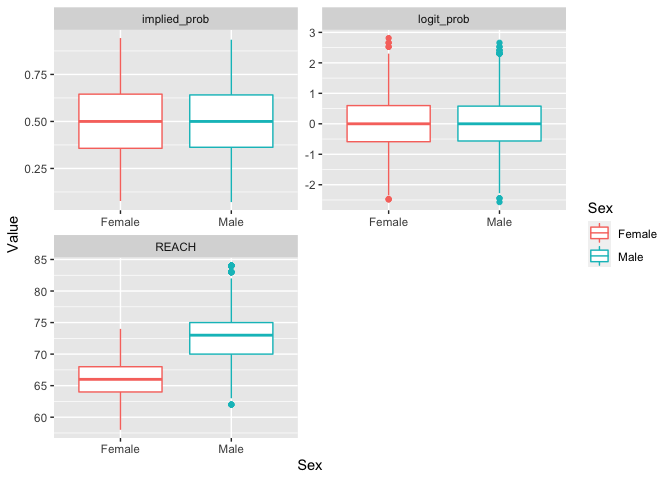 implied_prob
logit_prob
0.75
0.50
0.25
3
2
1
0
-1
-2
Female
Male
Female
Male
Value
REACH
85
80
75
70
65
60
Female
Male
Sex
Sex
Female
Male